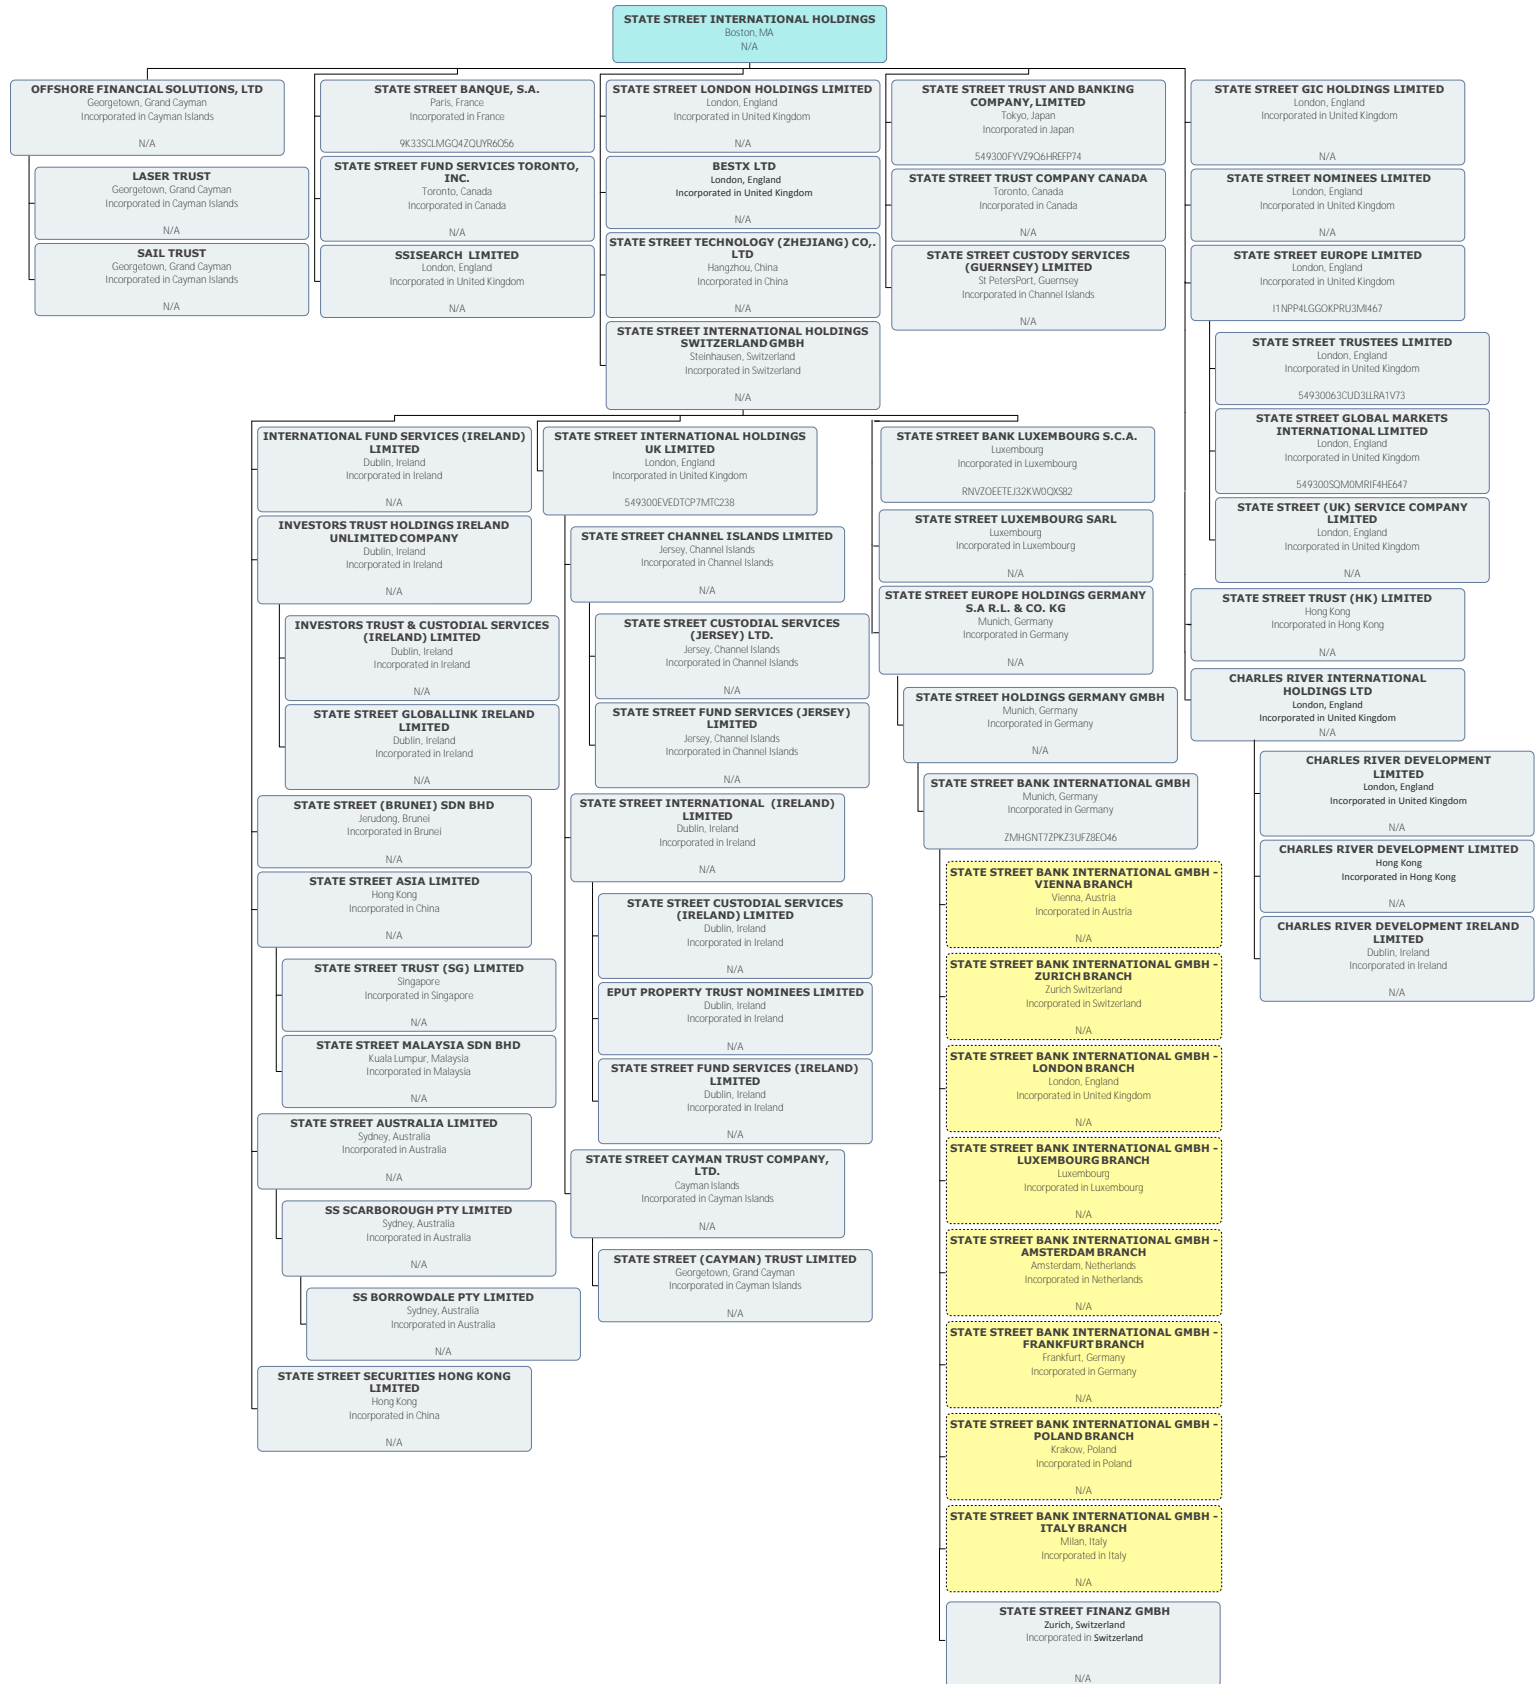 STATE STREET INTERNATIONAL HOLDINGS
Boston, MA
N/A
OFFSHORE FINANCIAL SOLUTIONS, LTD
Georgetown, Grand Cayman
Incorporated in Cayman Islands
N/A
LASER TRUST
Georgetown, Grand Cayman
Incorporated in Cayman Islands
N/A
SAIL TRUST
Georgetown, Grand Cayman
Incorporated in Cayman Islands
N/A
STATE STREET BANQUE, S.A.
Paris, France
Incorporated in France
9K33SCLMGQ4ZQUYR6O56
STATE STREET FUND SERVICES TORONTO,
INC.
Toronto, Canada
Incorporated in Canada
N/A
SSISEARCH LIMITED
London, England
Incorporated in United Kingdom
N/A
STATE STREET LONDON HOLDINGS LIMITED
London, England
Incorporated in United Kingdom
N/A
BESTX LTD
London, England
Incorporated in United Kingdom
N/A
STATE STREET TECHNOLOGY (ZHEJIANG) CO,.
LTD
Hangzhou, China
Incorporated in China
N/A
STATE STREET INTERNATIONAL HOLDINGS
SWITZERLAND GMBH
Steinhausen, Switzerland
Incorporated in Switzerland
N/A
STATE STREET TRUST AND BANKING
COMPANY, LIMITED
Tokyo, Japan
Incorporated in Japan
549300FYVZ9Q6HREFP74
STATE STREET TRUST COMPANY CANADA
Toronto, Canada
Incorporated in Canada
N/A
STATE STREET CUSTODY SERVICES
(GUERNSEY) LIMITED
St PetersPort, Guernsey
Incorporated in Channel Islands
N/A
STATE STREET GIC HOLDINGS LIMITED
London, England
Incorporated in United Kingdom
N/A
STATE STREET NOMINEES LIMITED
London, England
Incorporated in United Kingdom
N/A
STATE STREET EUROPE LIMITED
London, England
Incorporated in United Kingdom
I1NPP4LGGOKPRU3MI467
STATE STREET TRUSTEES LIMITED
London, England
Incorporated in United Kingdom
54930063CUD3LLRA1V73
STATE STREET GLOBAL MARKETS
INTERNATIONAL LIMITED
London, England
Incorporated in United Kingdom
549300SQM0MRIF4HE647
STATE STREET (UK) SERVICE COMPANY
LIMITED
London, England
Incorporated in United Kingdom
N/A
STATE STREET TRUST (HK) LIMITED
Hong Kong
Incorporated in Hong Kong
N/A
CHARLES RIVER INTERNATIONAL
HOLDINGS LTD
London, England
Incorporated in United Kingdom
N/A
CHARLES RIVER DEVELOPMENT
LIMITED
London, England
Incorporated in United Kingdom
N/A
CHARLES RIVER DEVELOPMENT LIMITED
Hong Kong
Incorporated in Hong Kong
N/A
CHARLES RIVER DEVELOPMENT IRELAND
LIMITED
Dublin, Ireland
Incorporated in Ireland
N/A
INTERNATIONAL FUND SERVICES (IRELAND)
LIMITED
Dublin, Ireland
Incorporated in Ireland
N/A
INVESTORS TRUST HOLDINGS IRELAND
UNLIMITED COMPANY
Dublin, Ireland
Incorporated in Ireland
N/A
INVESTORS TRUST & CUSTODIAL SERVICES
(IRELAND) LIMITED
Dublin, Ireland
Incorporated in Ireland
N/A
STATE STREET GLOBALLINK IRELAND
LIMITED
Dublin, Ireland
Incorporated in Ireland
N/A
STATE STREET (BRUNEI) SDN BHD
Jerudong, Brunei
Incorporated in Brunei
N/A
STATE STREET ASIA LIMITED
Hong Kong
Incorporated in China
N/A
STATE STREET TRUST (SG) LIMITED
Singapore
Incorporated in Singapore
N/A
STATE STREET MALAYSIA SDN BHD
Kuala Lumpur, Malaysia
Incorporated in Malaysia
N/A
STATE STREET AUSTRALIA LIMITED
Sydney, Australia
Incorporated in Australia
N/A
SS SCARBOROUGH PTY LIMITED
Sydney, Australia
Incorporated in Australia
N/A
SS BORROWDALE PTY LIMITED
Sydney, Australia
Incorporated in Australia
N/A
STATE STREET SECURITIES HONG KONG
LIMITED
Hong Kong
Incorporated in China
N/A
STATE STREET INTERNATIONAL HOLDINGS
UK LIMITED
London, England
Incorporated in United Kingdom
549300EVEDTCP7MTC238
STATE STREET CHANNEL ISLANDS LIMITED
Jersey, Channel Islands
Incorporated in Channel Islands
N/A
STATE STREET CUSTODIAL SERVICES
(JERSEY) LTD.
Jersey, Channel Islands
Incorporated in Channel Islands
N/A
STATE STREET FUND SERVICES (JERSEY)
LIMITED
Jersey, Channel Islands
Incorporated in Channel Islands
N/A
STATE STREET INTERNATIONAL (IRELAND)
LIMITED
Dublin, Ireland
Incorporated in Ireland
N/A
STATE STREET CUSTODIAL SERVICES
(IRELAND) LIMITED
Dublin, Ireland
Incorporated in Ireland
N/A
EPUT PROPERTY TRUST NOMINEES LIMITED
Dublin, Ireland
Incorporated in Ireland
N/A
STATE STREET FUND SERVICES (IRELAND)
LIMITED
Dublin, Ireland
Incorporated in Ireland
N/A
STATE STREET CAYMAN TRUST COMPANY,
LTD.
Cayman Islands
Incorporated in Cayman Islands
N/A
STATE STREET (CAYMAN) TRUST LIMITED
Georgetown, Grand Cayman
Incorporated in Cayman Islands
N/A
STATE STREET BANK LUXEMBOURG S.C.A.
Luxembourg
Incorporated in Luxembourg
RNVZOEETEJ32KW0QXS82
STATE STREET LUXEMBOURG SARL
Luxembourg
Incorporated in Luxembourg
N/A
STATE STREET EUROPE HOLDINGS GERMANY
S.A R.L. & CO. KG
Munich, Germany
Incorporated in Germany
N/A
STATE STREET HOLDINGS GERMANY GMBH
Munich, Germany
Incorporated in Germany
N/A
STATE STREET BANK INTERNATIONAL GMBH
Munich, Germany
Incorporated in Germany
ZMHGNT7ZPKZ3UFZ8EO46
STATE STREET BANK INTERNATIONAL GMBH -
VIENNA BRANCH
Vienna, Austria
Incorporated in Austria
N/A
STATE STREET BANK INTERNATIONAL GMBH -
ZURICH BRANCH
Zurich Switzerland
Incorporated in Switzerland
N/A
STATE STREET BANK INTERNATIONAL GMBH -
LONDON BRANCH
London, England
Incorporated in United Kingdom
N/A
STATE STREET BANK INTERNATIONAL GMBH -
LUXEMBOURG BRANCH
Luxembourg
Incorporated in Luxembourg
N/A
STATE STREET BANK INTERNATIONAL GMBH -
AMSTERDAM BRANCH
Amsterdam, Netherlands
Incorporated in Netherlands
N/A
STATE STREET BANK INTERNATIONAL GMBH -
FRANKFURT BRANCH
Frankfurt, Germany
Incorporated in Germany
N/A
STATE STREET BANK INTERNATIONAL GMBH -
POLAND BRANCH
Krakow, Poland
Incorporated in Poland
N/A
STATE STREET BANK INTERNATIONAL GMBH -
ITALY BRANCH
Milan, Italy
Incorporated in Italy
N/A
STATE STREET FINANZ GMBH
Zurich, Switzerland
Incorporated in Switzerland
N/A